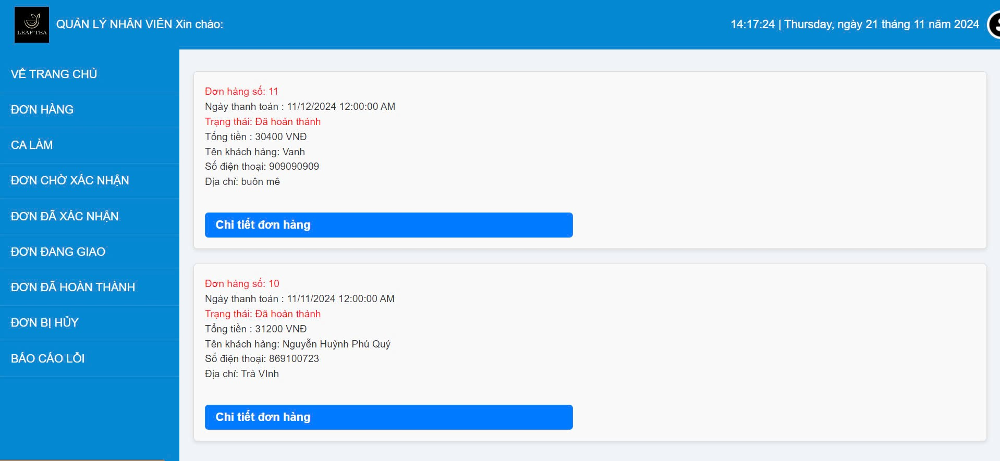 LEAF TEA
QUẢN LÝ NHÂN VIÊN Xin chào:
14:17:24 | Thursday, ngày 21 tháng 11 năm 2024
VỀ TRANG CHỦ
ĐƠN HÀNG
CA LÀM
ĐƠN CHỜ XÁC NHẬN
ĐƠN ĐÃ XÁC NHẬN
ĐƠN ĐANG GIAO
ĐƠN ĐÃ HOÀN THÀNH
ĐƠN BỊ HỦY
BÁO CÁO LỖI
Đơn hàng số: 11
Ngày thanh toán : 11/12/2024 12:00:00 AM
Trạng thái: Đã hoàn thành
Tổng tiền : 30400 VNĐ
Tên khách hàng: Vanh
Số điện thoại: 909090909
Địa chỉ: buôn mê
Chi tiết đơn hàng
Đơn hàng số: 10
Ngày thanh toán : 11/11/2024 12:00:00 AM
Trạng thái: Đã hoàn thành
Tổng tiền : 31200 VNĐ
Tên khách hàng: Nguyễn Huỳnh Phú Quý
Số điện thoại: 869100723
Địa chỉ: Trà VInh
Chi tiết đơn hàng